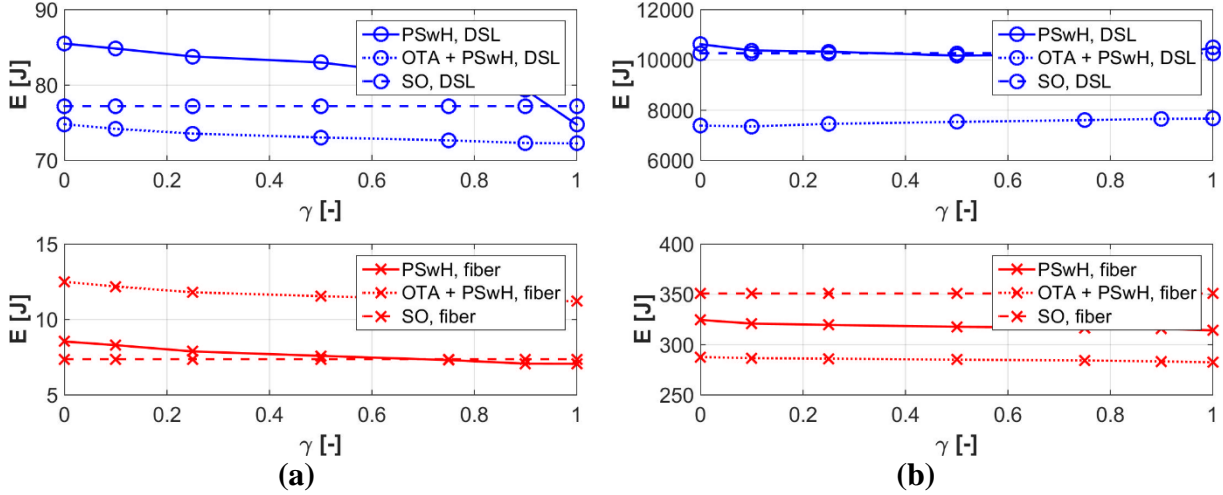 90
80
70
E [J]
0
0.2
0.4
0.6
0.8
1
γ [-]
PSwH, DSL
OTA + PSwH, DSL
SO, DSL
15
10
5
E [J]
0
0.2
0.4
0.6
0.8
1
γ [-]
PSwH, fiber
OTA + PSwH, fiber
SO, fiber
(a)
12000
10000
8000
6000
E [J]
0
0.2
0.4
0.6
0.8
1
γ [-]
PSwH, DSL
OTA + PSwH, DSL
SO, DSL
400
350
300
250
E [J]
0
0.2
0.4
0.6
0.8
1
γ [-]
PSwH, fiber
OTA + PSwH, fiber
SO, fiber
(b)